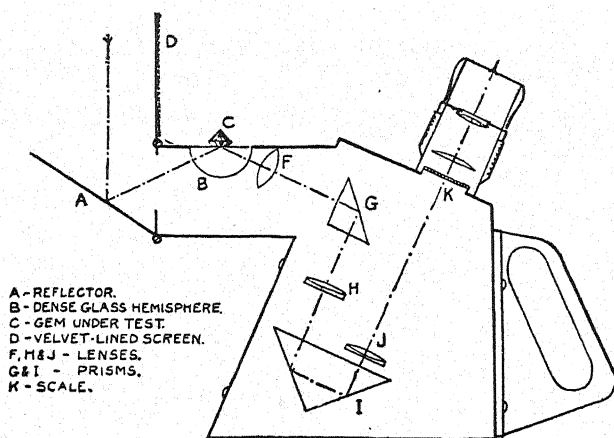 D
C
B
F
A
G
K
H
J
I
A-REFLECTOR.
B-DENSE GLASS HEMISPHERE.
C-GEM UNDER TEST.
D-VELVET-LINED SCREEN.
F,H&J-LENSES.
G&I - PRISMS.
K-SCALE.